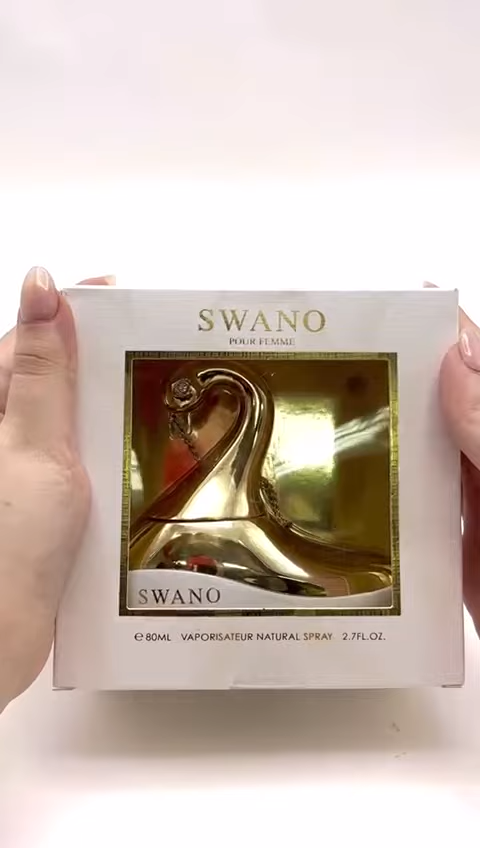 SWANO
POUR FEMME
SWANO
℮ 80ML VAPORISATEUR NATURAL SPRAY 2.7FL.OZ.